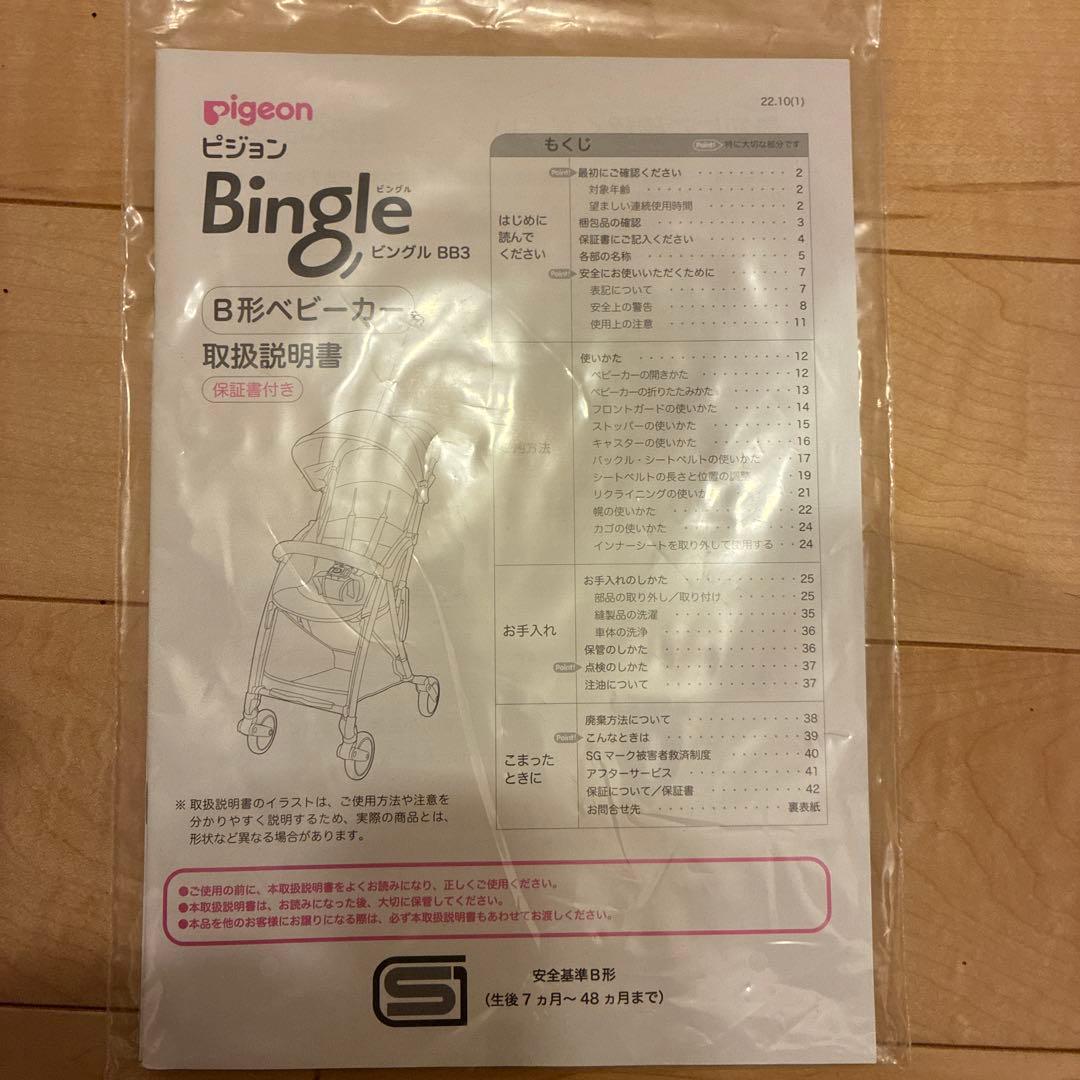 Pigeon
ピジョン
Bingle
ビングル
ビングル BB3
B形ベビーカー
取扱説明書
保証書付き
22.10(1)
もくじ
Point! 特に大切な部分です
はじめに
読んで
ください
Point! 最初にご確認ください ・・・・・・・・・ 2
対象年齢 ・・・・・・・・・・・・ 2
望ましい連続使用時間 ・・・・・・・・ 2
梱包品の確認 ・・・・・・・・・・・ 3
保証書にご記入ください ・・・・・・・・ 4
各部の名称 ・・・・・・・・・・・・ 5
Point! 安全にお使いいただくために ・・・・・・ 7
表記について ・・・・・・・・・・ 7
安全上の警告 ・・・・・・・・・・ 8
使用上の注意 ・・・・・・・・・・ 11
方法
使いかた ・・・・・・・・・・・・ 12
ベビーカーの開きかた ・・・・・・・・ 12
ベビーカーの折りたたみかた ・・・・・ 13
フロントガードの使いかた ・・・・・・ 14
ストッパーの使いかた ・・・・・・・ 15
キャスターの使いかた ・・・・・・・ 16
バックル・シートベルトの使いかた ・・ 17
シートベルトの長さと位置の調整 ・・・ 19
リクライニングの使いかた ・・・・・ 21
幌の使いかた ・・・・・・・・・・ 22
カゴの使いかた ・・・・・・・・・ 24
インナーシートを取り外して使用する ・・ 24
お手入れ
お手入れのしかた ・・・・・・・・・・ 25
部品の取り外し／取り付け ・・・・・・ 25
縫製品の洗濯 ・・・・・・・・・・ 35
車体の洗浄 ・・・・・・・・・・・ 36
保管のしかた ・・・・・・・・・・・ 36
Point! 点検のしかた ・・・・・・・・・・・ 37
注油について ・・・・・・・・・・・ 37
こまった
ときに
廃棄方法について ・・・・・・・・・・ 38
Point! こんなときは ・・・・・・・・・・・ 39
SGマーク被害者救済制度 ・・・・・・・ 40
アフターサービス ・・・・・・・・・・ 41
保証について／保証書 ・・・・・・・・ 42
お問合せ先 ・・・・・・・・・・・ 裏表紙
※ 取扱説明書のイラストは、ご使用方法や注意を
分かりやすく説明するため、実際の商品とは、
形状など異なる場合があります。
●ご使用の前に、本取扱説明書をよくお読みになり、正しくご使用ください。
●本取扱説明書は、お読みになった後、大切に保管してください。
●本品を他のお客様にお譲りになる際は、必ず本取扱説明書もあわせてお渡しください。
安全基準B形
（生後 7 ヵ月～ 48 ヵ月まで）